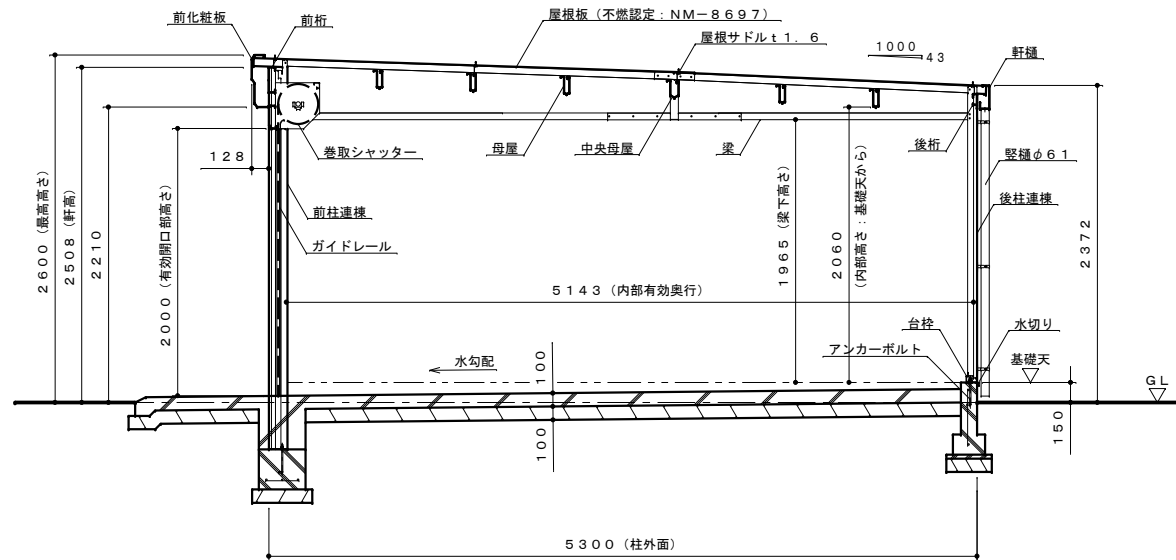 前化粧板
前桁
屋根板（不燃認定：NM－8697）
屋根サドルｔ１．６
1000
43
軒樋
2600（最高高さ）
2508（軒高）
2210
2000（有効開口部高さ）
128
巻取シャッター
母屋
中央母屋
梁
後桁
前柱連棟
ガイドレール
1965（梁下高さ）
2060
（内部高さ：基礎天から）
竪樋φ61
後柱連棟
2372
5143（内部有効奥行）
台枠
水切り
アンカーボルト
基礎天
水勾配
100
100
GL
150
5300（柱外面）